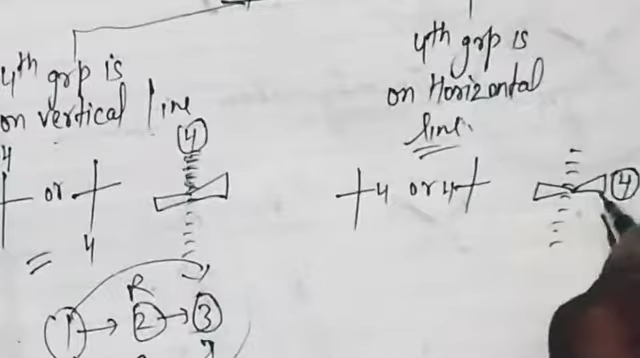 4th grp is
on vertical line
4
4
or
4
=
R
1 → 2 → 3
4th grp is
on Horizontal
line.
4 or 4
4